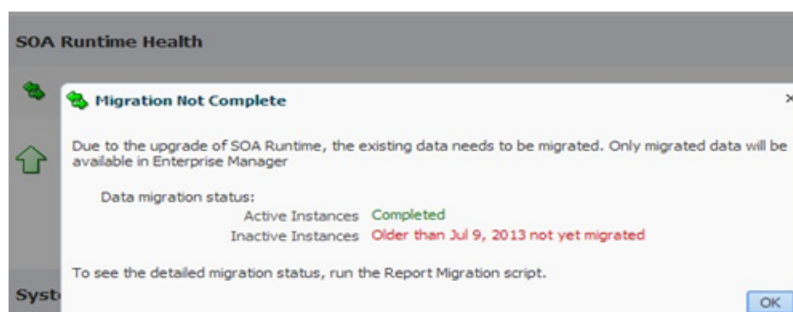 SOA Runtime Health
Migration Not Complete
Due to the upgrade of SOA Runtime, the existing data needs to be migrated. Only migrated data will be
available in Enterprise Manager
Data migration status:
Active Instances Completed
Inactive Instances Older than Jul 9, 2013 not yet migrated
To see the detailed migration status, run the Report Migration script.
Syst
OK